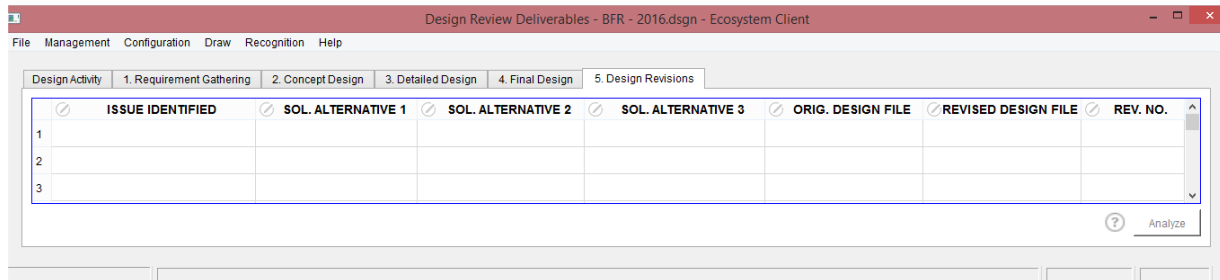 Design Review Deliverables - BFR - 2016.dsgn - Ecosystem Client
File Management Configuration Draw Recognition Help
Design Activity 1. Requirement Gathering 2. Concept Design 3. Detailed Design 4. Final Design 5. Design Revisions
ISSUE IDENTIFIED SOL. ALTERNATIVE 1 SOL. ALTERNATIVE 2 SOL. ALTERNATIVE 3 ORIG. DESIGN FILE REVISED DESIGN FILE REV. NO.
1
2
3
? Analyze